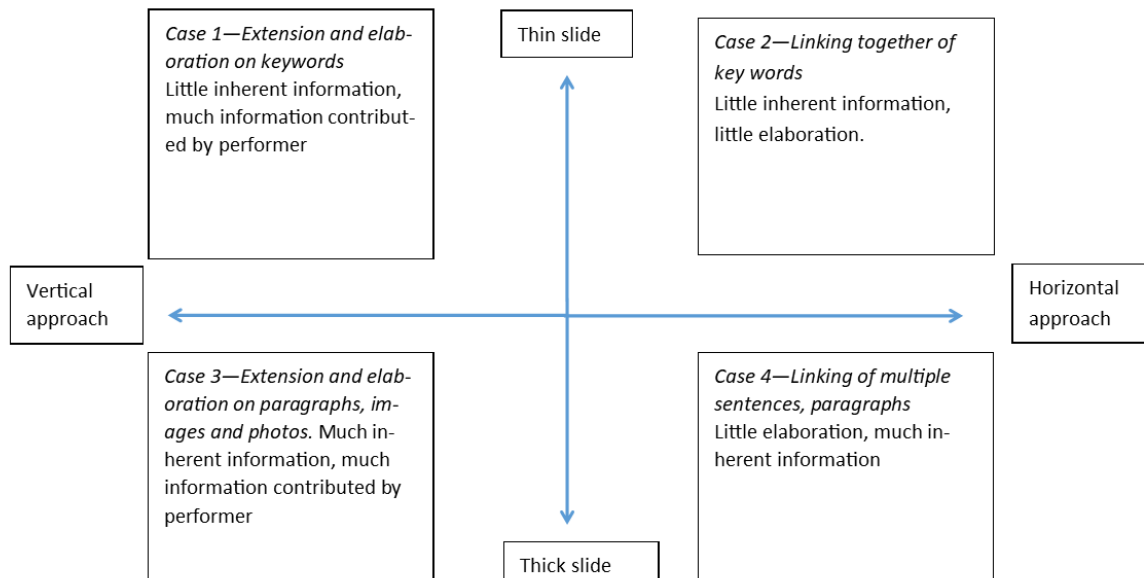 Case 1—Extension and elab-
oration on keywords
Little inherent information,
much information contribut-
ed by performer
Thin slide
Case 2—Linking together of
key words
Little inherent information,
little elaboration.
Vertical
approach
Horizontal
approach
Case 3—Extension and elab-
oration on paragraphs, im-
ages and photos. Much in-
herent information, much
information contributed by
performer
Case 4—Linking of multiple
sentences, paragraphs
Little elaboration, much in-
herent information
Thick slide